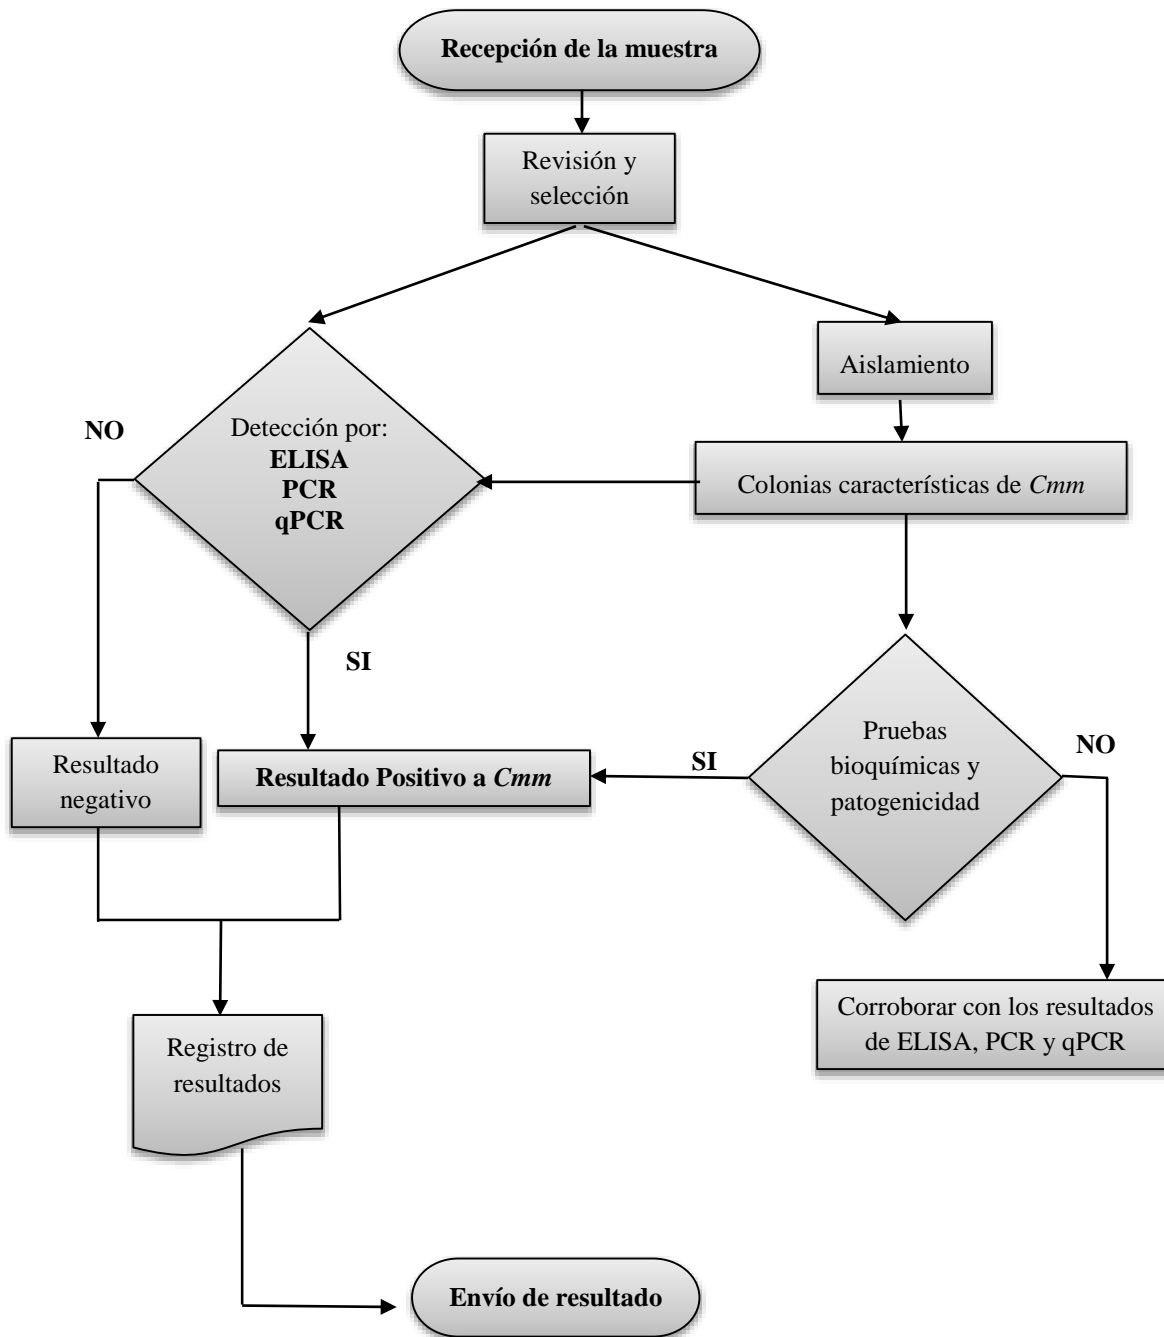 Recepción de la muestra
Revisión y
selección
Aislamiento
NO
Detección por:
ELISA
PCR
qPCR
Colonias características de Cmm
SI
Pruebas
bioquímicas y
patogenicidad
SI
NO
Resultado
negativo
Resultado Positivo a Cmm
Corroborar con los resultados
de ELISA, PCR y qPCR
Registro de
resultados
Envío de resultado